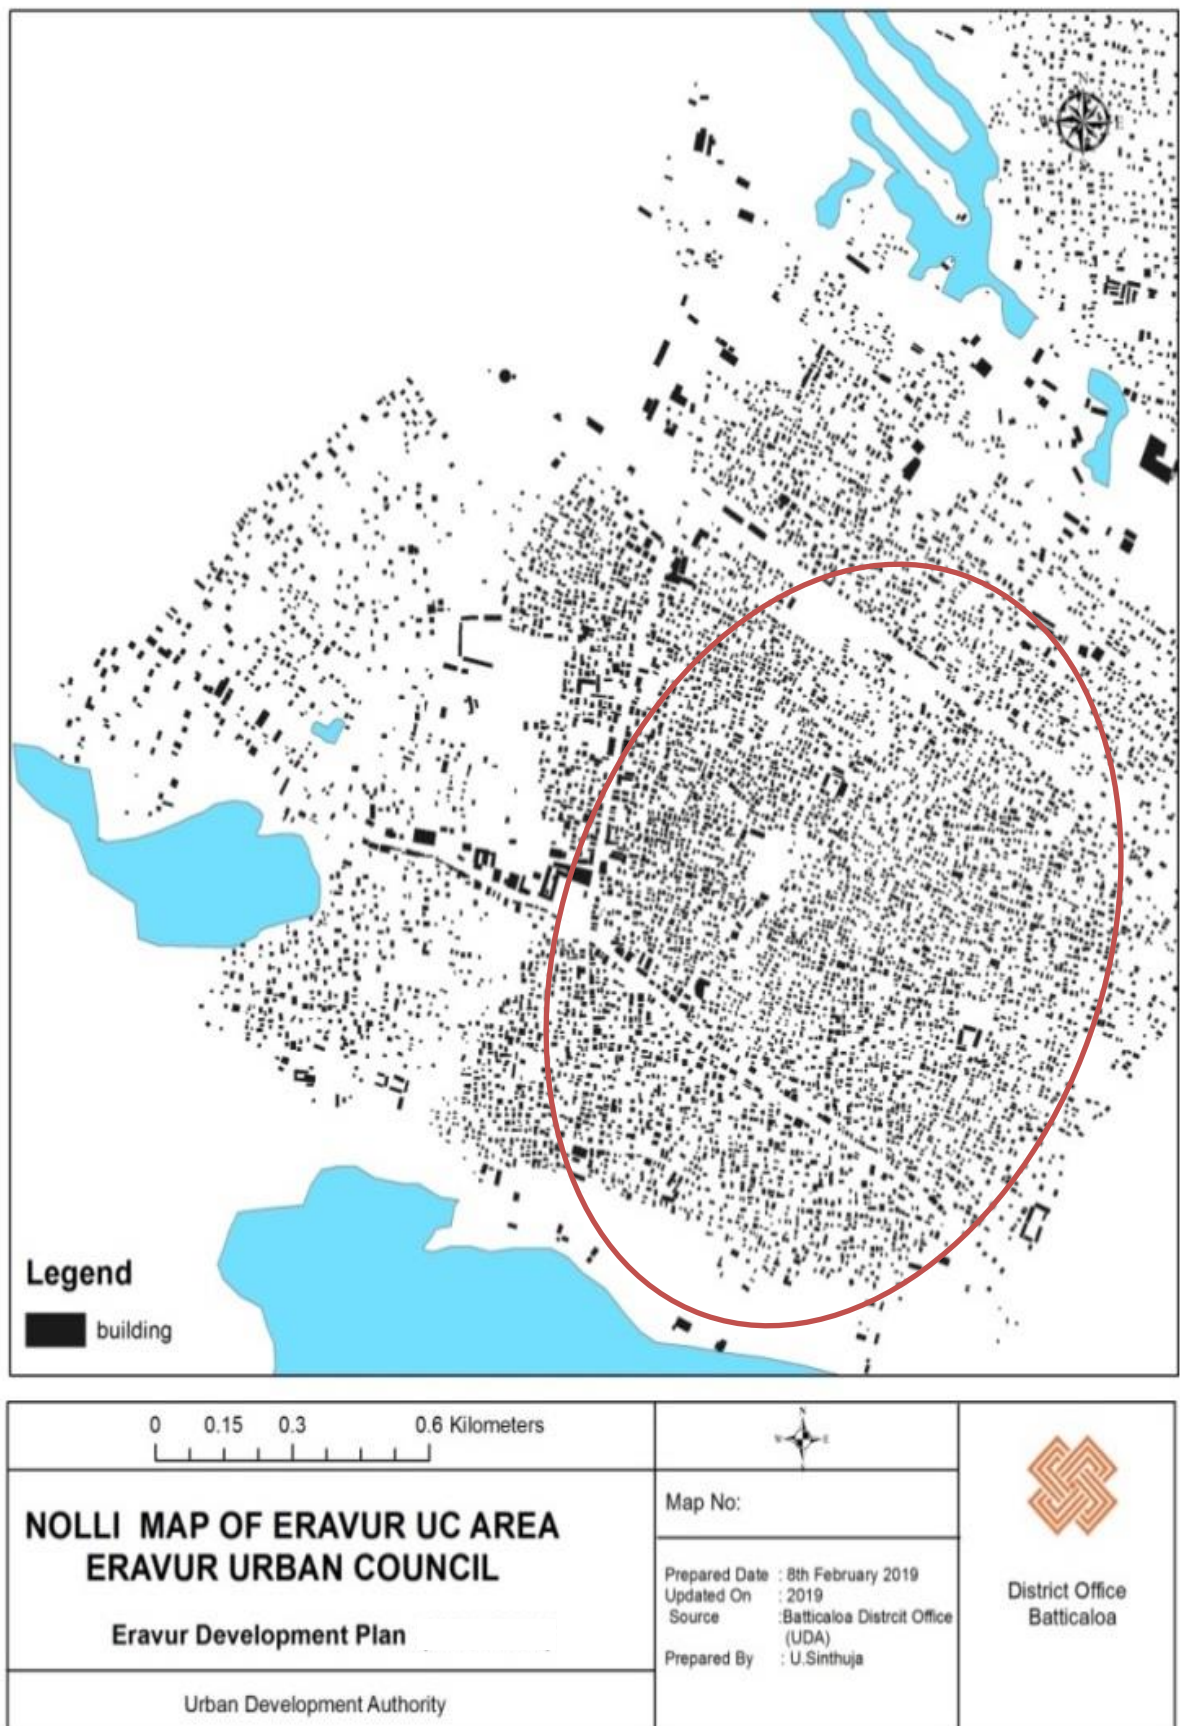 N
W E
S
Legend
building
0 0.15 0.3 0.6 Kilometers
N
W E
S
NOLLI MAP OF ERAVUR UC AREA
ERAVUR URBAN COUNCIL
Eravur Development Plan
Urban Development Authority
Map No:
Prepared Date : 8th February 2019
Updated On : 2019
Source :Batticaloa Distrcit Office
(UDA)
Prepared By : U.Sinthuja
District Office
Batticaloa